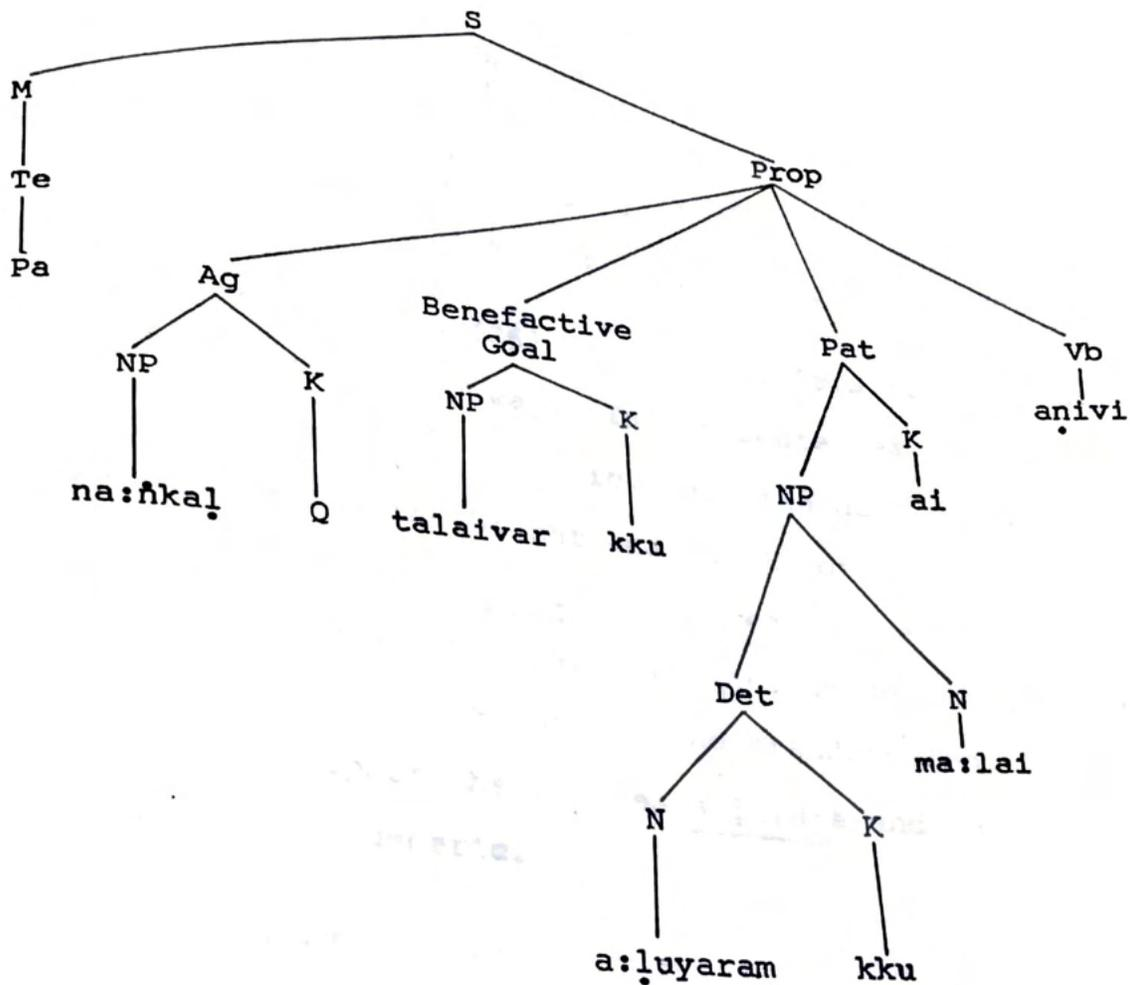 S
M
Te
Prop
Pa
Ag
Benefactive
Goal
Pat
Vb
NP
K
NP
K
K
aṇivi
na:ṅkaḷ
Q
talaivar
kku
NP
ai
Det
N
ma:lai
N
K
a:ḷuyaram
kku